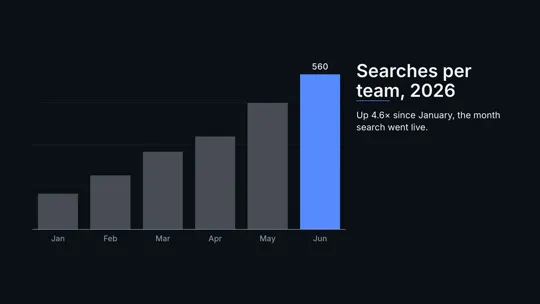 560
Searches per
team, 2026
Up 4.6× since January, the month
search went live.
Jan Feb Mar Apr May Jun